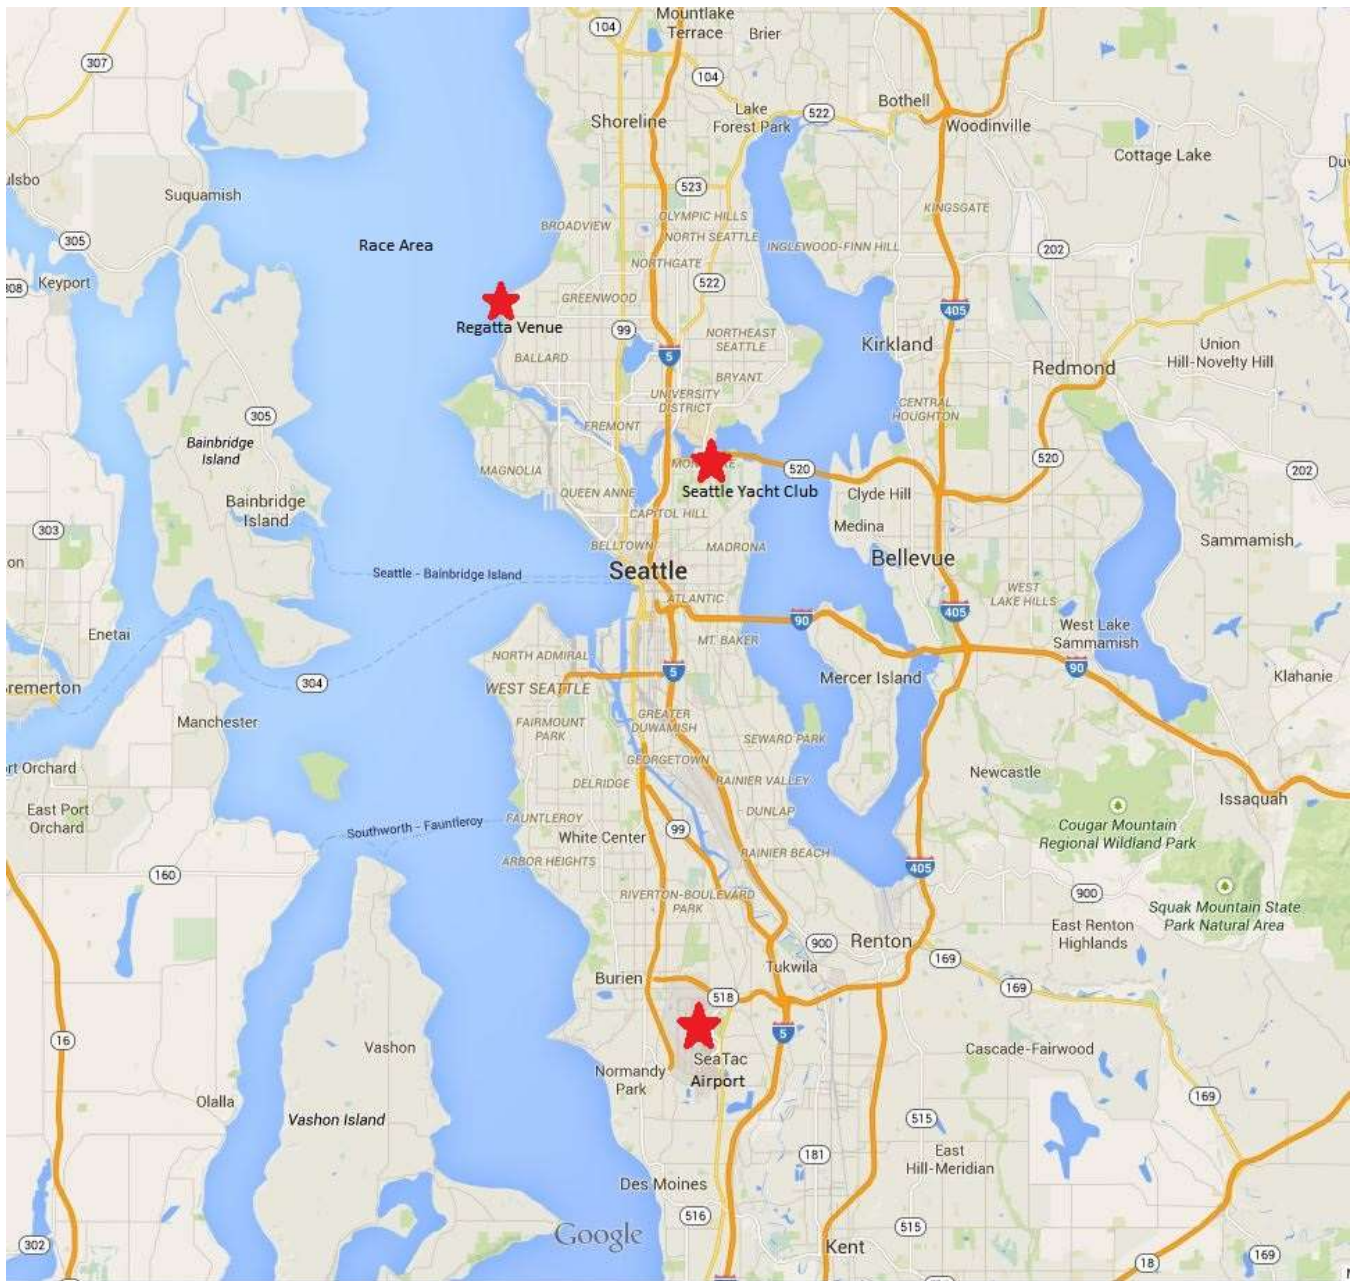 Mountlake
Terrace
Brier
104
307
104
Bothell
522
Lake
Forest Park
Shoreline
Woodinville
Cottage Lake
ulsbo
Suquamish
523
KINGSGATE
OLYMPIC HILLS
BROADVIEW
NORTH SEATTLE
INGLEWOOD-FINN HILL
305
Race Area
202
NORTHGATE
Keyport
522
GREENWOOD
405
Regatta Venue
99
NORTHEAST
SEATTLE
Kirkland
Union
Hill-Novelty Hill
BALLARD
5
Redmond
BRYANT
UNIVERSITY
DISTRICT
CENTRAL
HOUGHTON
305
FREMONT
Bainbridge
Island
520
520
202
MAGNOLIA
QUEEN ANNE
Seattle Yacht Club
Clyde Hill
Bainbridge
Island
CAPITOL HILL
Medina
303
Sammamish
BELLTOWN
MADRONA
Bellevue
Seattle - Bainbridge Island
Seattle
WEST
LAKE HILLS
ATLANTIC
405
90
West Lake
Sammamish
Enetai
MT. BAKER
NORTH ADMIRAL
90
5
Klahanie
304
Mercer Island
WEST SEATTLE
remerton
Manchester
GREATER
DUWAMISH
FAIRMOUNT
PARK
SEWARD PARK
GEORGETOWN
rt Orchard
Newcastle
RAINIER VALLEY
DELRIDGE
Issaquah
East Port
Orchard
DUNLAP
FAUNTLEROY
Southworth - Fauntleroy
Cougar Mountain
Regional Wildland Park
99
White Center
RAINIER BEACH
ARBOR HEIGHTS
405
160
900
RIVERTON-BOULEVARD
PARK
Squak Mountain State
Park Natural Area
East Renton
Highlands
900
Renton
169
Tukwila
Burien
169
518
5
16
Vashon
Cascade-Fairwood
SeaTac
Airport
Normandy
Park
169
Olalla
Vashon Island
515
181
East
Hill-Meridian
Des Moines
516
515
Google
302
Kent
18
169